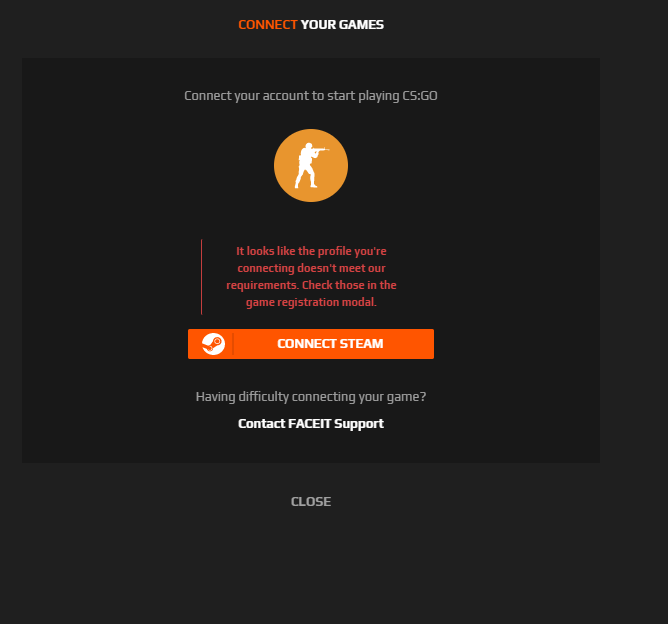 CONNECT YOUR GAMES
Connect your account to start playing CS:GO
It looks like the profile you're
connecting doesn't meet our
requirements. Check those in the
game registration modal.
CONNECT STEAM
Having difficulty connecting your game?
Contact FACEIT Support
CLOSE